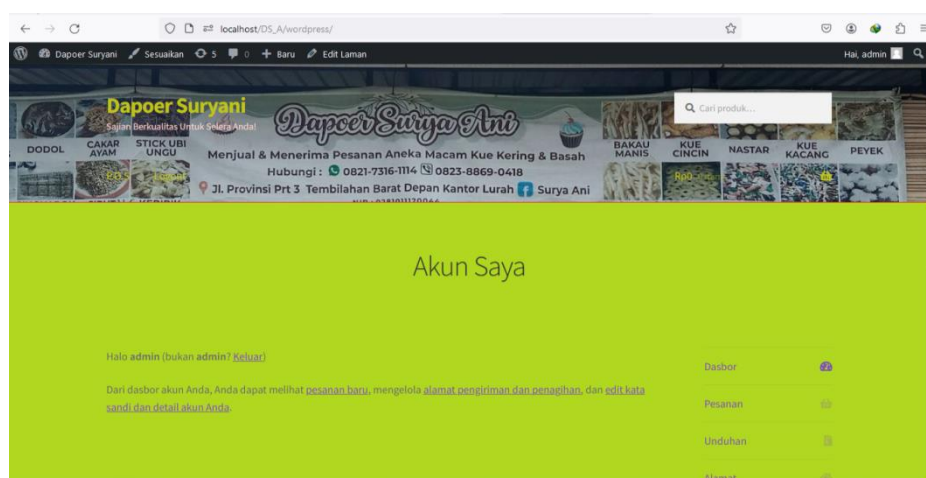 localhost/DS_A/wordpress/
Dapoer Suryani Sesuaikan 5 0 + Baru Edit Laman
Hai, admin
Dapoer Suryani
Sajian Berkualitas Untuk Selera Anda!
Cari produk...
Dapoer Surya Ani
DODOL
CAKAR AYAM
STICK UBI UNGU
BAKAU MANIS
KUE CINCIN
NASTAR
KUE KACANG
PEYEK
Menjual & Menerima Pesanan Aneka Macam Kue Kering & Basah
Hubungi : 0821-7316-1114 0823-8869-0418
Jl. Provinsi Prt 3 Tembilahan Barat Depan Kantor Lurah Surya Ani
P.O.S
Rp0
Akun Saya
Halo admin (bukan admin? Keluar)
Dari dasbor akun Anda, Anda dapat melihat pesanan baru, mengelola alamat pengiriman dan penagihan, dan edit kata
sandi dan detail akun Anda.
Dasbor
Pesanan
Unduhan
Alamat